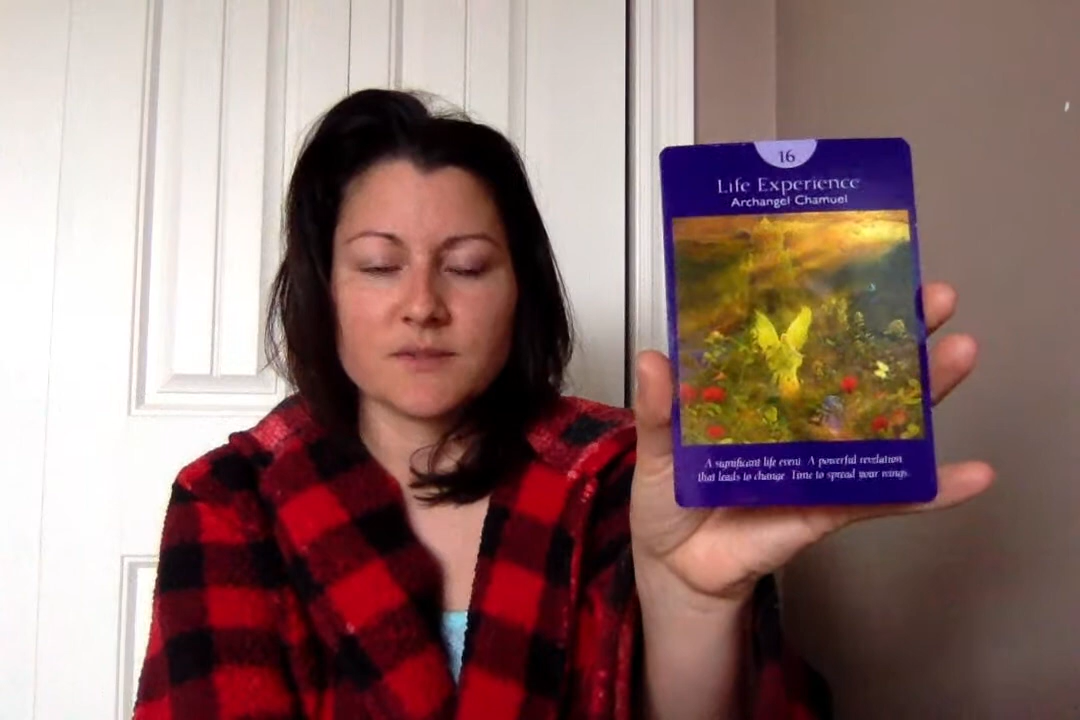 16
Life Experience
Archangel Chamuel
A significant life event. A powerful revelation
that leads to change. Time to spread your wings.